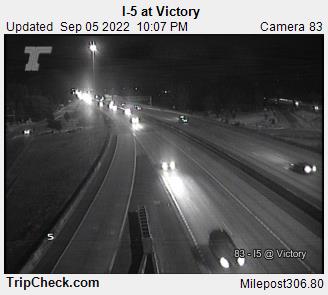 I-5 at Victory
Updated Sep 05 2022 10:07 PM Camera 83
T
5
83 - I5 @ Victory
TripCheck.com Milepost306.80